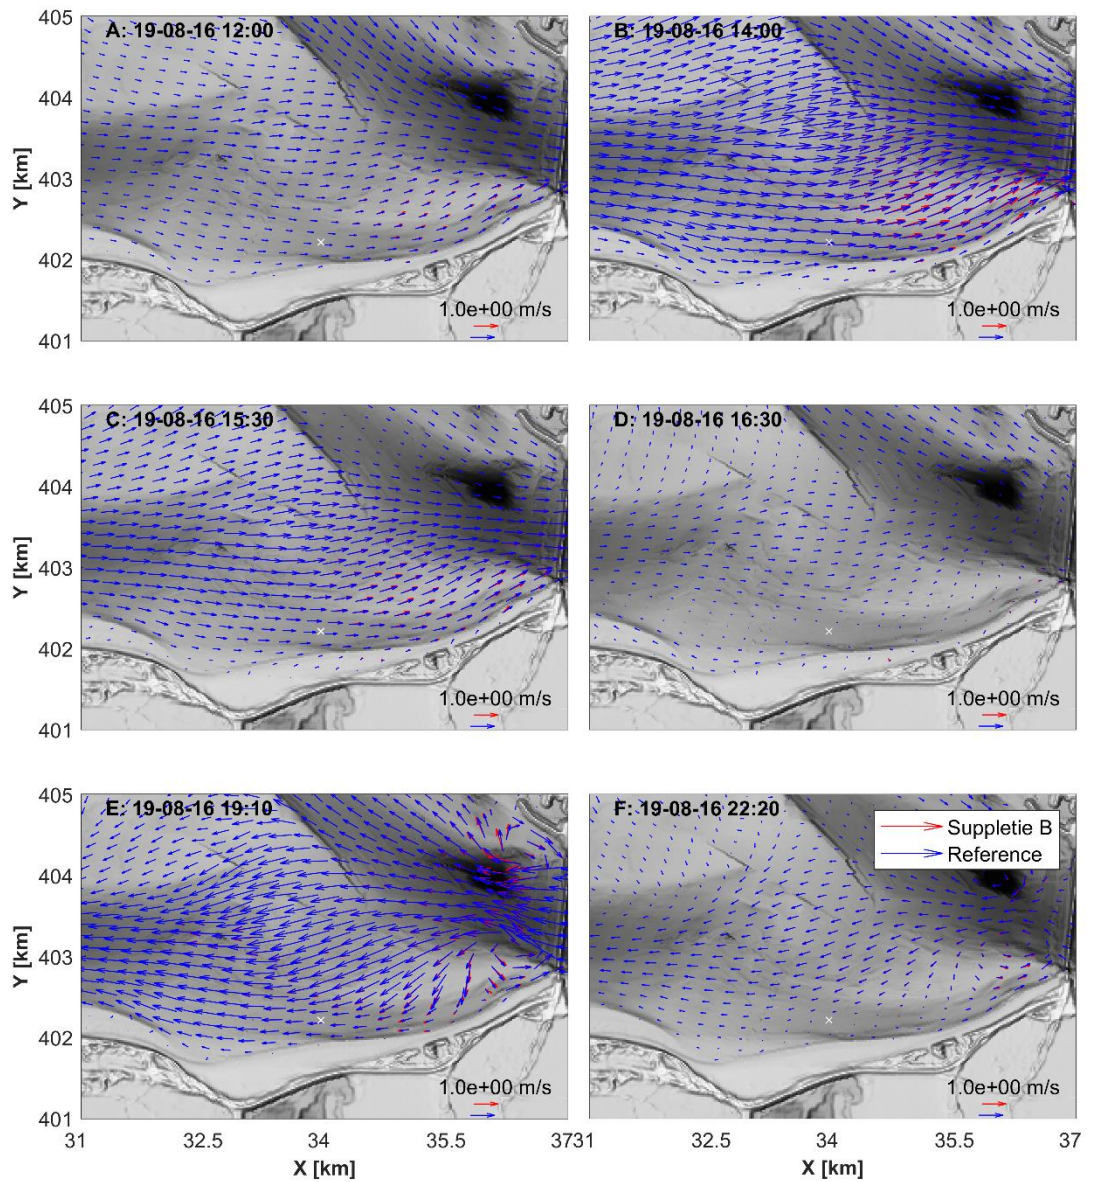 405
404
403
402
401
Y [km]
A: 19-08-16 12:00
1.0e+00 m/s
B: 19-08-16 14:00
1.0e+00 m/s
405
404
403
402
401
Y [km]
C: 19-08-16 15:30
1.0e+00 m/s
D: 19-08-16 16:30
1.0e+00 m/s
405
404
403
402
401
Y [km]
E: 19-08-16 19:10
1.0e+00 m/s
31 32.5 34 35.5 37
X [km]
F: 19-08-16 22:20
Suppletie B
Reference
1.0e+00 m/s
31 32.5 34 35.5 37
X [km]